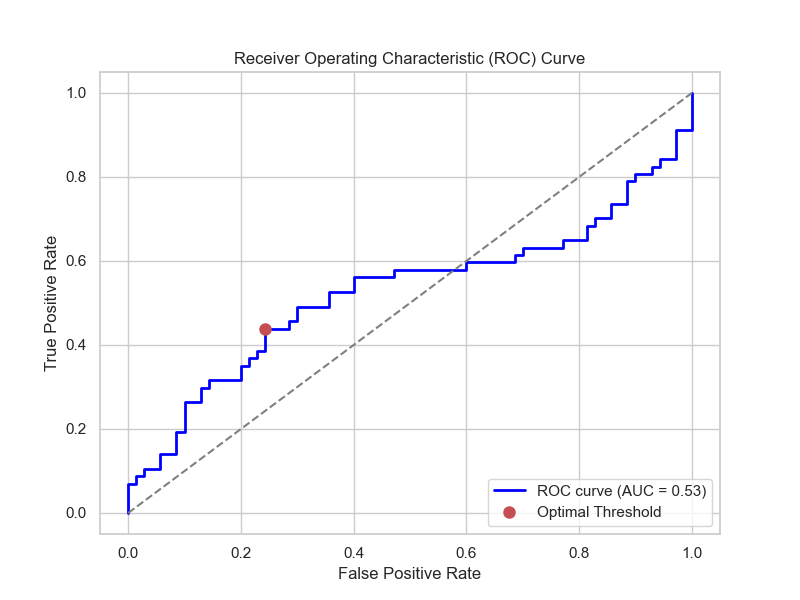 Receiver Operating Characteristic (ROC) Curve
True Positive Rate
1.0
0.8
0.6
0.4
0.2
0.0
0.0 0.2 0.4 0.6 0.8 1.0
False Positive Rate
ROC curve (AUC = 0.53)
Optimal Threshold